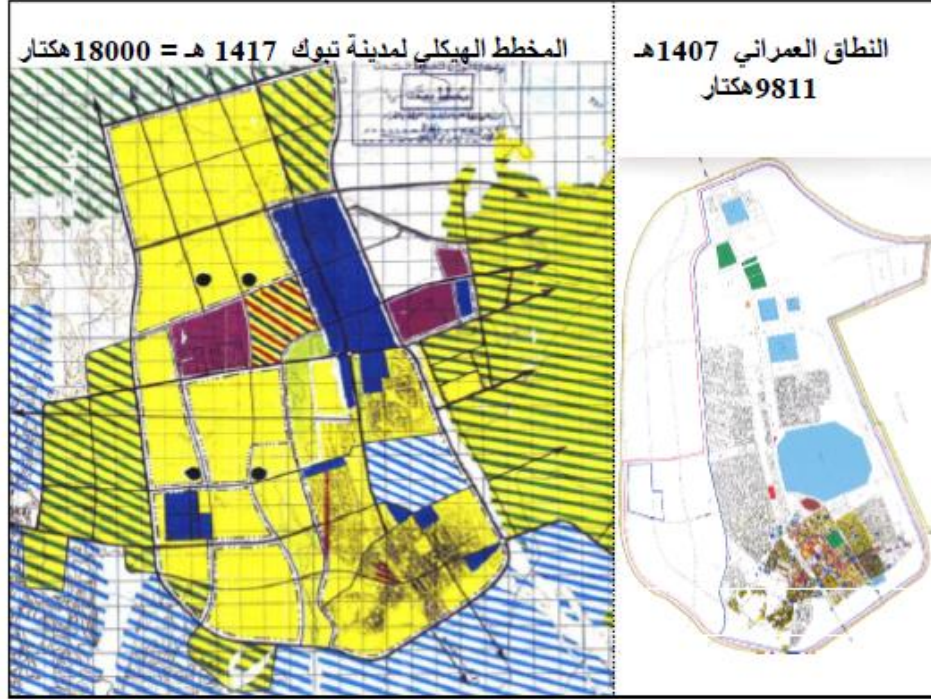 المخطط الهيكلي لمدينة تبوك 1417 هـ = 18000هكتار
النطاق العمراني 1407هـ
9811هكتار